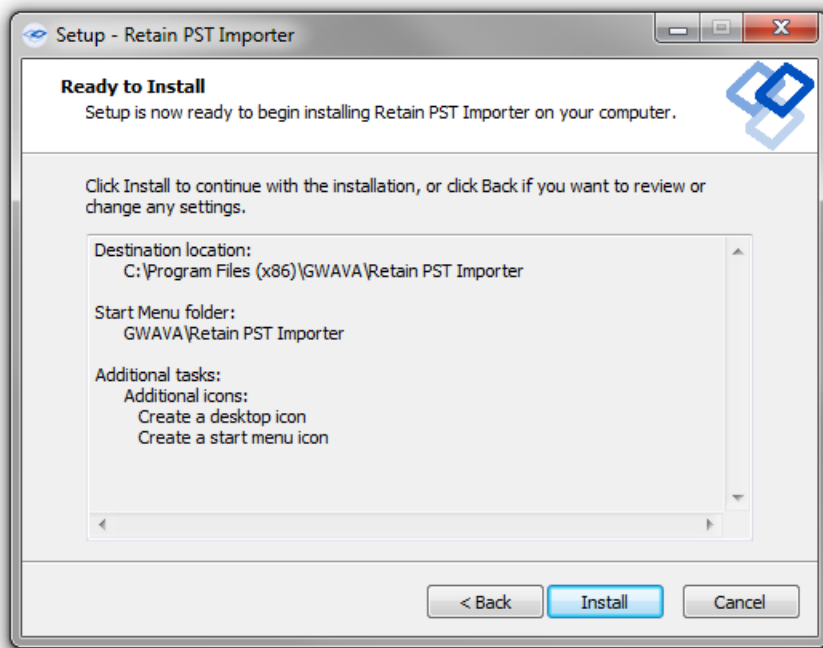 Setup - Retain PST Importer
Ready to Install
Setup is now ready to begin installing Retain PST Importer on your computer.
Click Install to continue with the installation, or click Back if you want to review or
change any settings.
Destination location:
C:\Program Files (x86)\GWAVA\Retain PST Importer
Start Menu folder:
GWAVA\Retain PST Importer
Additional tasks:
Additional icons:
Create a desktop icon
Create a start menu icon
< Back
Install
Cancel